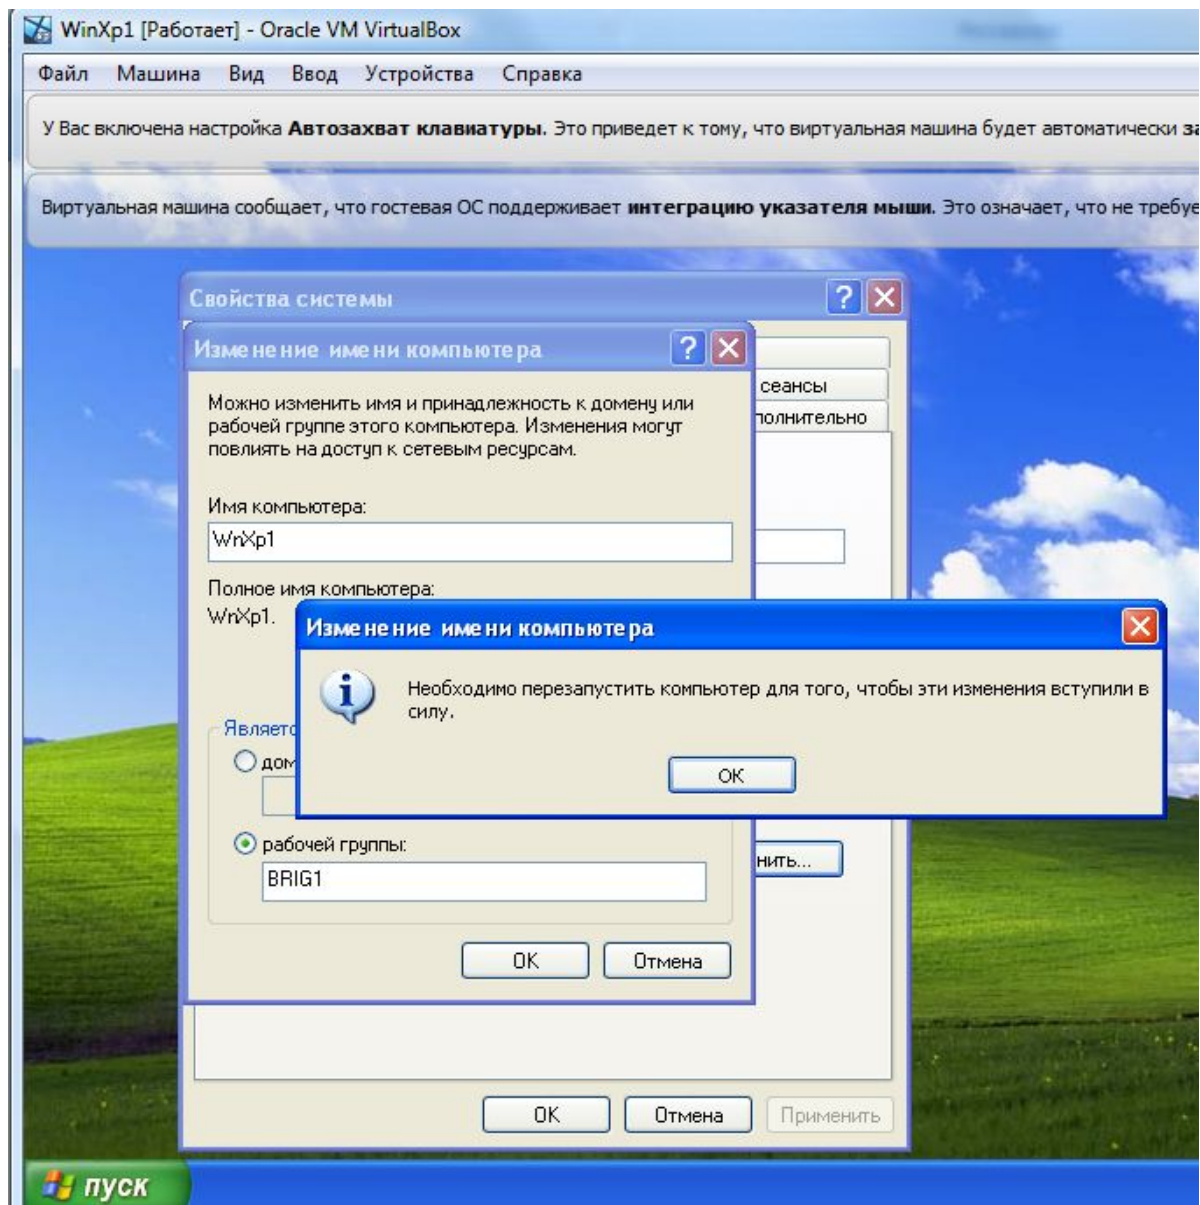 WinXp1 [Работает] - Oracle VM VirtualBox
Файл Машина Вид Ввод Устройства Справка
У Вас включена настройка Автозахват клавиатуры. Это приведет к тому, что виртуальная машина будет автоматически за
Виртуальная машина сообщает, что гостевая ОС поддерживает интеграцию указателя мыши. Это означает, что не требуе
Свойства системы
Изменение имени компьютера
сеансы
полнительно
Можно изменить имя и принадлежность к домену или
рабочей группе этого компьютера. Изменения могут
повлиять на доступ к сетевым ресурсам.
Имя компьютера:
WnXp1
Полное имя компьютера:
WnXp1.
Изменение имени компьютера
Необходимо перезапустить компьютер для того, чтобы эти изменения вступили в
силу.
OK
Являетс
дом
рабочей группы:
BRIG1
нить...
OK Отмена
OK Отмена Применить
пуск